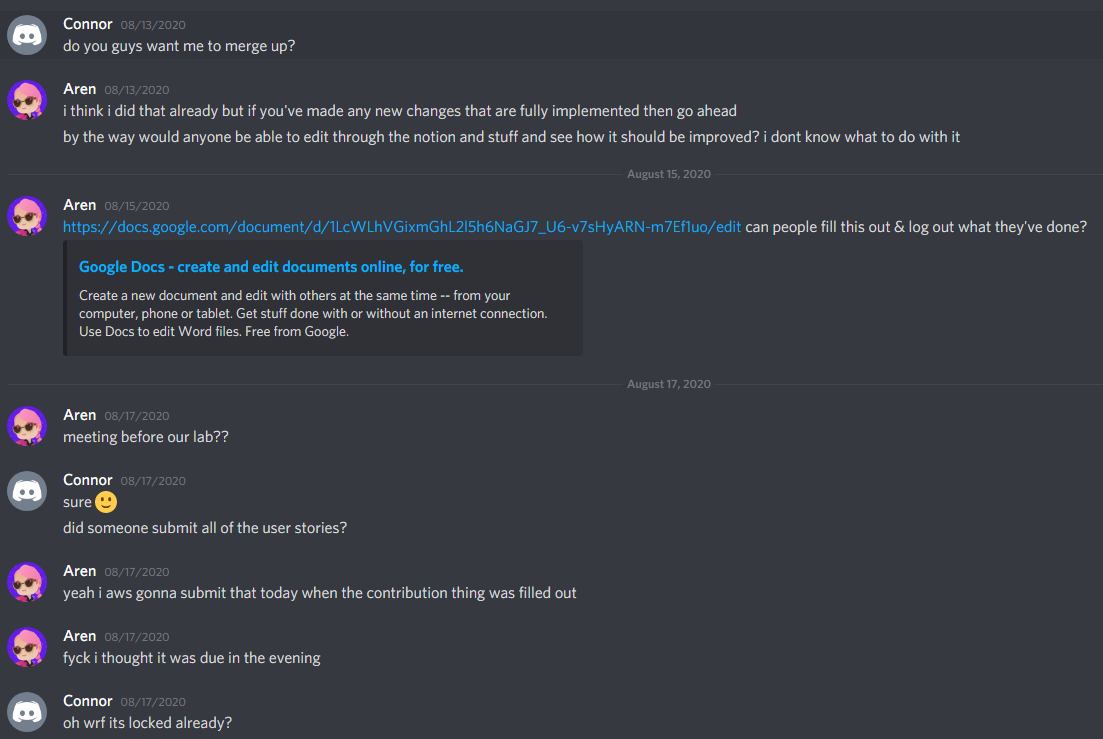 Connor 08/13/2020
do you guys want me to merge up?
Aren 08/13/2020
i think i did that already but if you've made any new changes that are fully implemented then go ahead
by the way would anyone be able to edit through the notion and stuff and see how it should be improved? i dont know what to do with it
August 15, 2020
Aren 08/15/2020
https://docs.google.com/document/d/1LcWLhVGixmGhL2l5h6NaGJ7_U6-v7sHyARN-m7Ef1uo/edit can people fill this out & log out what they've done?
Google Docs - create and edit documents online, for free.
Create a new document and edit with others at the same time -- from your
computer, phone or tablet. Get stuff done with or without an internet connection.
Use Docs to edit Word files. Free from Google.
August 17, 2020
Aren 08/17/2020
meeting before our lab??
Connor 08/17/2020
sure 🙂
did someone submit all of the user stories?
Aren 08/17/2020
yeah i aws gonna submit that today when the contribution thing was filled out
Aren 08/17/2020
fyck i thought it was due in the evening
Connor 08/17/2020
oh wrf its locked already?